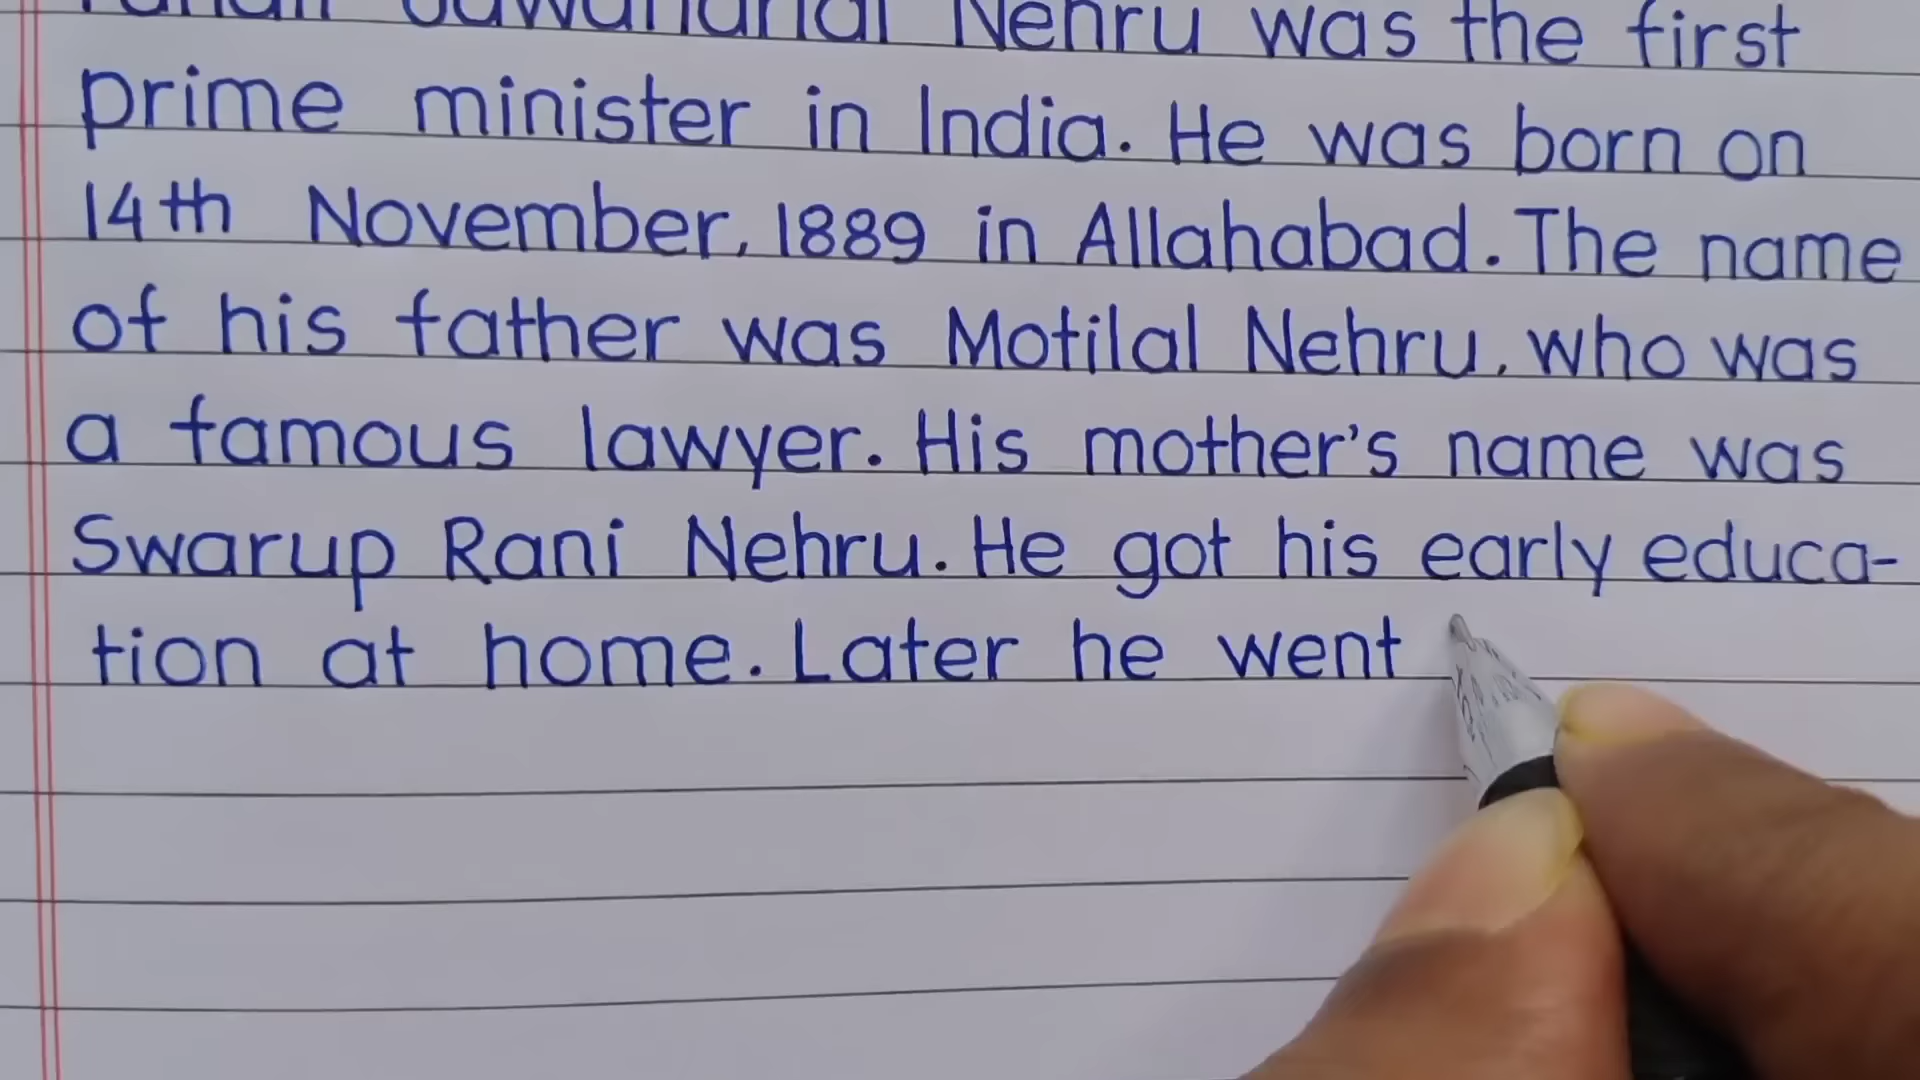 Pandit Jawaharlal Nehru was the first
prime minister in India. He was born on
14th November, 1889 in Allahabad. The name
of his father was Motilal Nehru, who was
a famous lawyer. His mother's name was
Swarup Rani Nehru. He got his early educa-
tion at home. Later he went